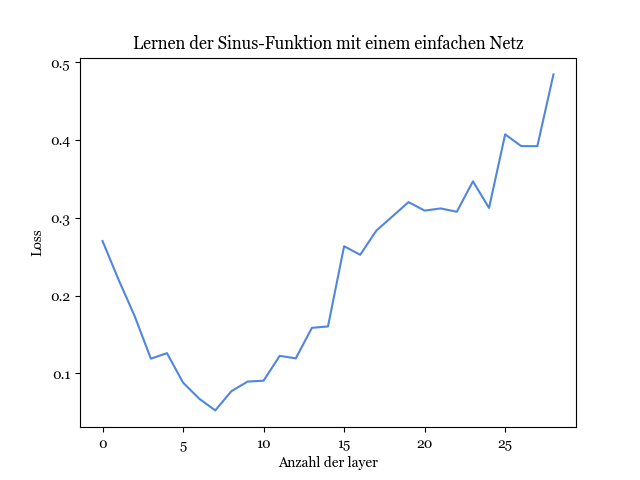 Lernen der Sinus-Funktion mit einem einfachen Netz
0.5
0.4
0.3
0.2
0.1
Loss
0 5 10 15 20 25
Anzahl der layer